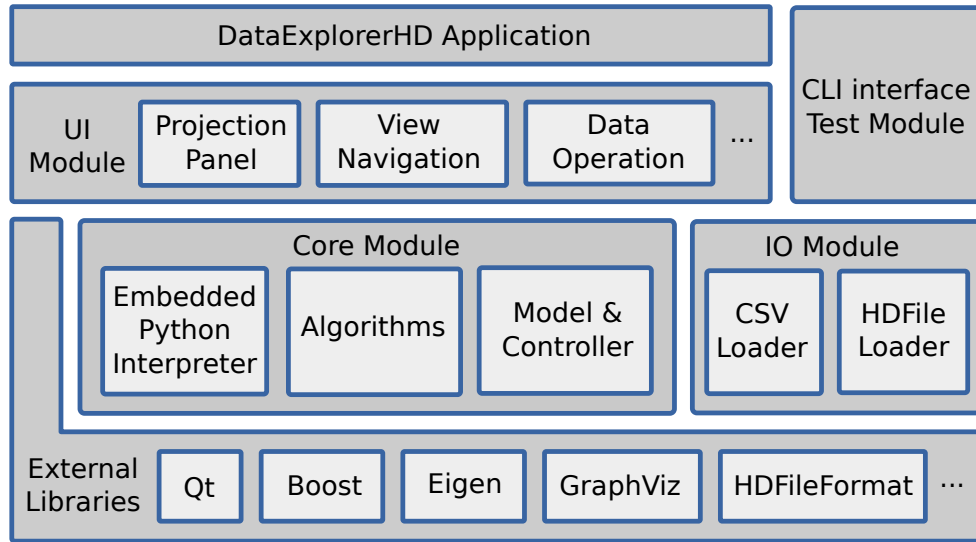 DataExplorerHD Application
CLI interface
Test Module
UI
Module
Projection
Panel
View
Navigation
Data
Operation
...
Core Module
Embedded
Python
Interpreter
Algorithms
Model &
Controller
IO Module
CSV
Loader
HDFile
Loader
External
Libraries
Qt
Boost
Eigen
GraphViz
HDFileFormat
...